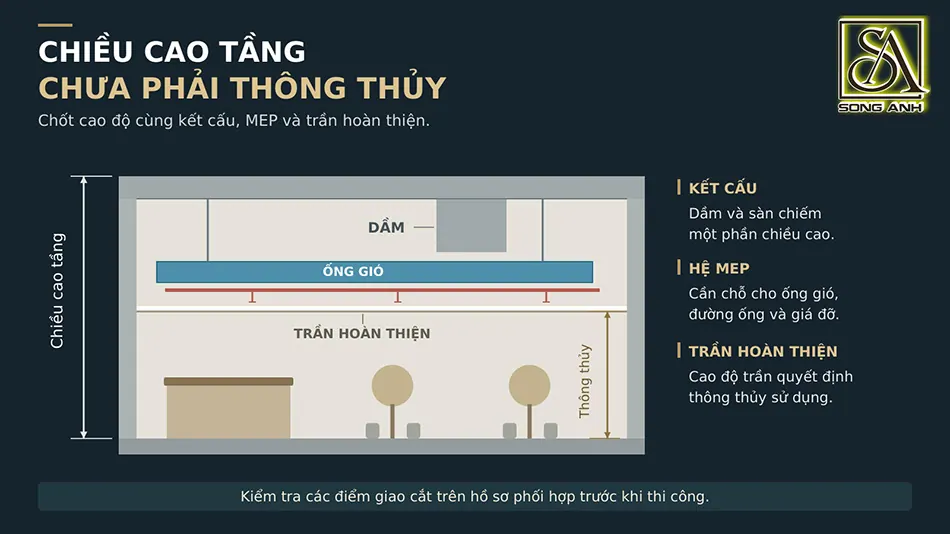 CHIỀU CAO TẦNG
CHƯA PHẢI THÔNG THỦY
Chốt cao độ cùng kết cấu, MEP và trần hoàn thiện.
SA
SONG ANH
Chiều cao tầng
DẦM
ỐNG GIÓ
TRẦN HOÀN THIỆN
Thông thủy
KẾT CẤU
Dầm và sàn chiếm
một phần chiều cao.
HỆ MEP
Cần chỗ cho ống gió,
đường ống và giá đỡ.
TRẦN HOÀN THIỆN
Cao độ trần quyết định
thông thủy sử dụng.
Kiểm tra các điểm giao cắt trên hồ sơ phối hợp trước khi thi công.